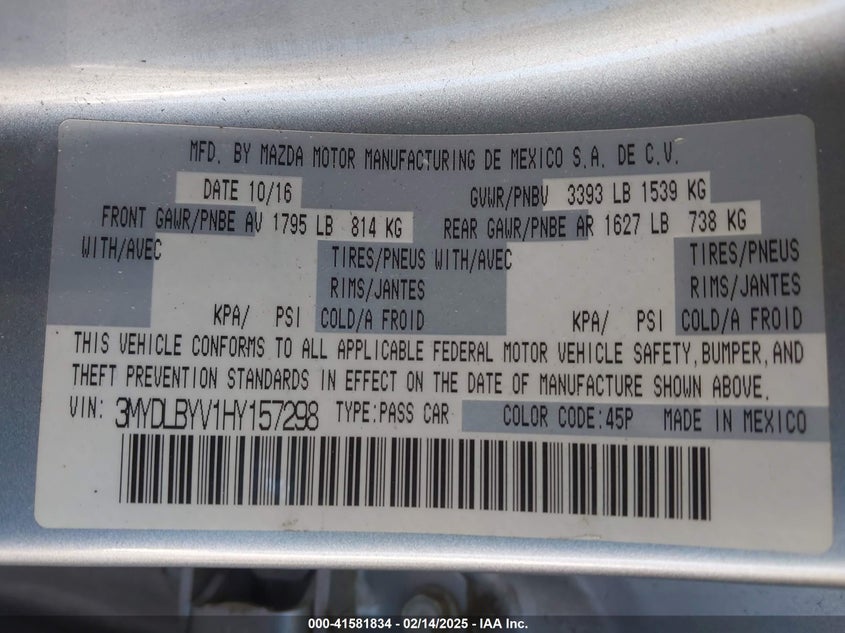 MFD. BY MAZDA MOTOR MANUFACTURING DE MEXICO S.A. DE C.V.
DATE 10/16 GVWR/PNBV 3393 LB 1539 KG
FRONT GAWR/PNBE AV 1795 LB 814 KG REAR GAWR/PNBE AR 1627 LB 738 KG
WITH/AVEC TIRES/PNEUS WITH/AVEC TIRES/PNEUS
RIMS/JANTES RIMS/JANTES
KPA/ PSI COLD/A FROID KPA/ PSI COLD/A FROID
THIS VEHICLE CONFORMS TO ALL APPLICABLE FEDERAL MOTOR VEHICLE SAFETY, BUMPER, AND
THEFT PREVENTION STANDARDS IN EFFECT ON THE DATE OF MANUFACTURE SHOWN ABOVE.
VIN: 3MYDLBYV1HY157298 TYPE:PASS CAR COLOR CODE:45P MADE IN MEXICO
000-41581834 - 02/14/2025 - IAA Inc.